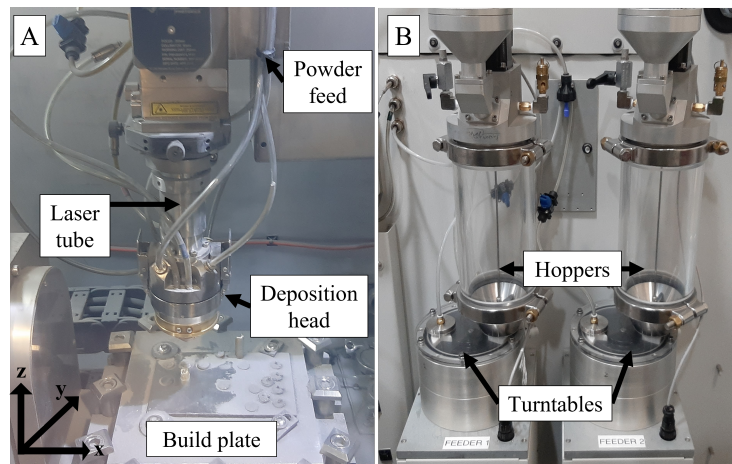 A
Powder
feed
Laser
tube
Deposition
head
z
y
x
Build plate
B
Hoppers
Turntables
FEEDER 1
FEEDER 2